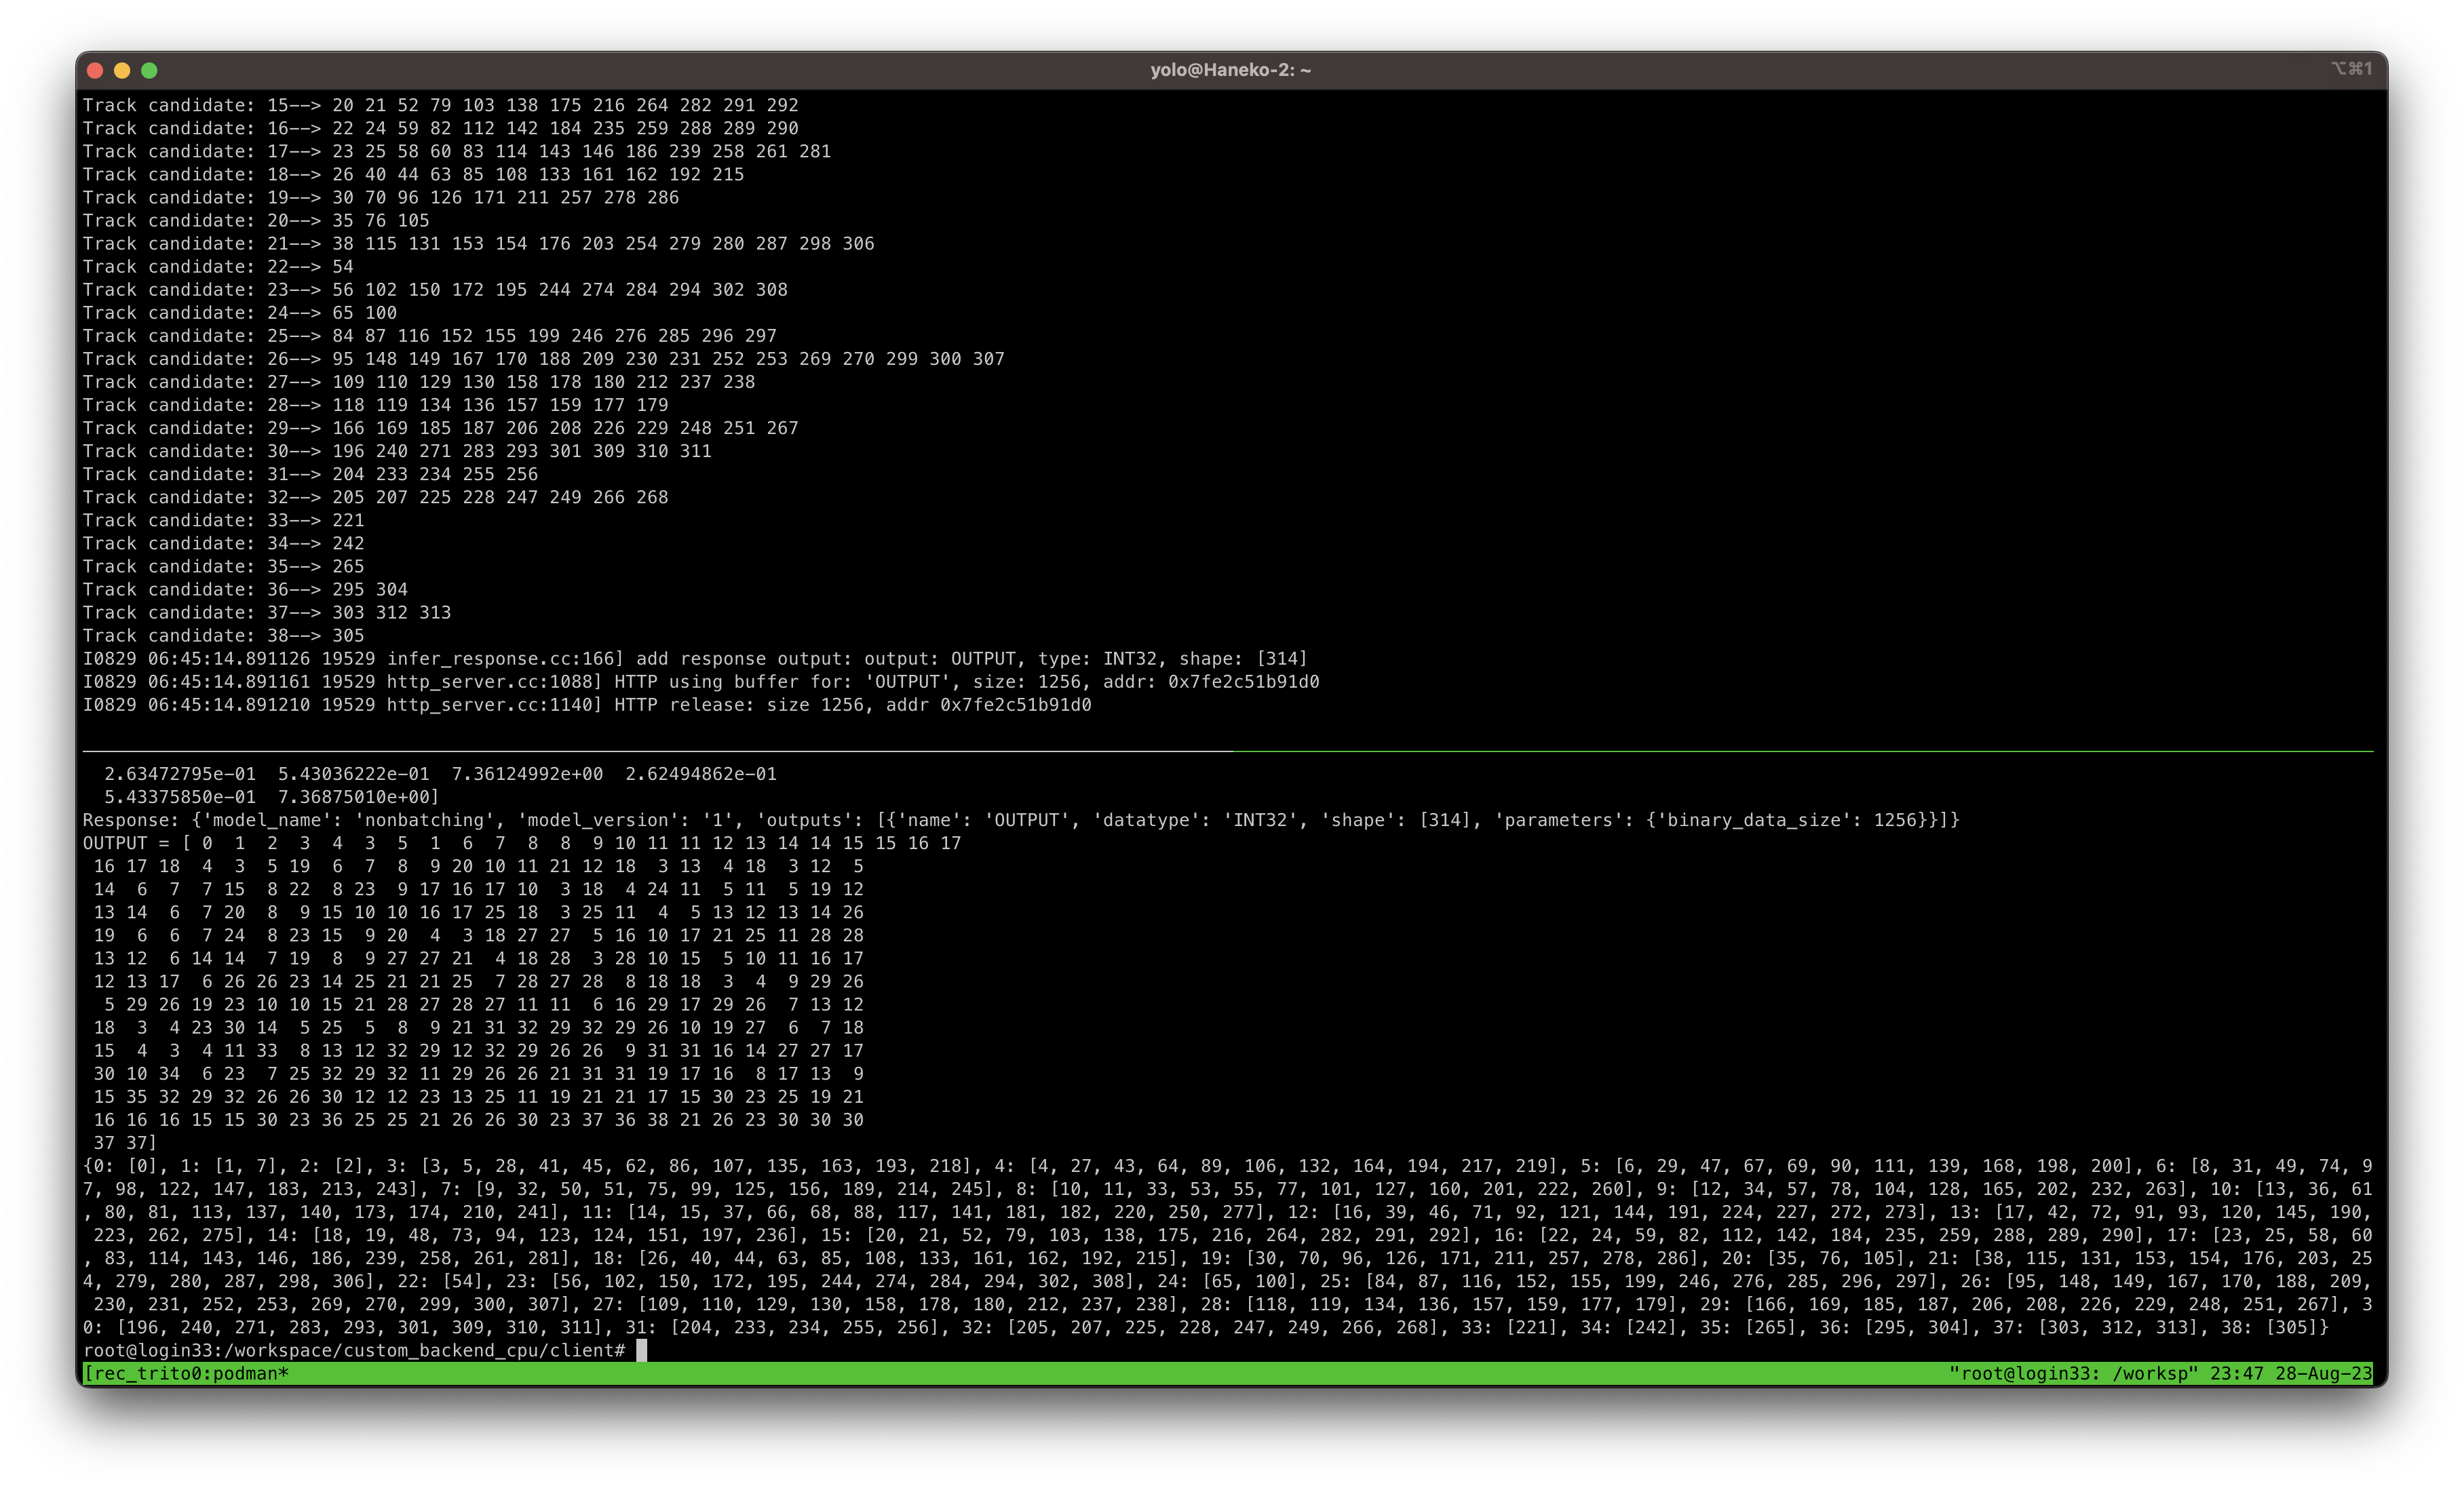 yolo@Haneko-2: ~
⌥⌘1
Track candidate: 15--> 20 21 52 79 103 138 175 216 264 282 291 292
Track candidate: 16--> 22 24 59 82 112 142 184 235 259 288 289 290
Track candidate: 17--> 23 25 58 60 83 114 143 146 186 239 258 261 281
Track candidate: 18--> 26 40 44 63 85 108 133 161 162 192 215
Track candidate: 19--> 30 70 96 126 171 211 257 278 286
Track candidate: 20--> 35 76 105
Track candidate: 21--> 38 115 131 153 154 176 203 254 279 280 287 298 306
Track candidate: 22--> 54
Track candidate: 23--> 56 102 150 172 195 244 274 284 294 302 308
Track candidate: 24--> 65 100
Track candidate: 25--> 84 87 116 152 155 199 246 276 285 296 297
Track candidate: 26--> 95 148 149 167 170 188 209 230 231 252 253 269 270 299 300 307
Track candidate: 27--> 109 110 129 130 158 178 180 212 237 238
Track candidate: 28--> 118 119 134 136 157 159 177 179
Track candidate: 29--> 166 169 185 187 206 208 226 229 248 251 267
Track candidate: 30--> 196 240 271 283 293 301 309 310 311
Track candidate: 31--> 204 233 234 255 256
Track candidate: 32--> 205 207 225 228 247 249 266 268
Track candidate: 33--> 221
Track candidate: 34--> 242
Track candidate: 35--> 265
Track candidate: 36--> 295 304
Track candidate: 37--> 303 312 313
Track candidate: 38--> 305
I0829 06:45:14.891126 19529 infer_response.cc:166] add response output: output: OUTPUT, type: INT32, shape: [314]
I0829 06:45:14.891161 19529 http_server.cc:1088] HTTP using buffer for: 'OUTPUT', size: 1256, addr: 0x7fe2c51b91d0
I0829 06:45:14.891210 19529 http_server.cc:1140] HTTP release: size 1256, addr 0x7fe2c51b91d0
2.63472795e-01 5.43036222e-01 7.36124992e+00 2.62494862e-01
5.43375850e-01 7.36875010e+00]
Response: {'model_name': 'nonbatching', 'model_version': '1', 'outputs': [{'name': 'OUTPUT', 'datatype': 'INT32', 'shape': [314], 'parameters': {'binary_data_size': 1256}}]}
OUTPUT = [ 0 1 2 3 4 3 5 1 6 7 8 8 9 10 11 11 12 13 14 14 15 15 16 17
16 17 18 4 3 5 19 6 7 8 9 20 10 11 21 12 18 3 13 4 18 3 12 5
14 6 7 7 15 8 22 8 23 9 17 16 17 10 3 18 4 24 11 5 11 5 19 12
13 14 6 7 20 8 9 15 10 10 16 17 25 18 3 25 11 4 5 13 12 13 14 26
19 6 6 7 24 8 23 15 9 20 4 3 18 27 27 5 16 10 17 21 25 11 28 28
13 12 6 14 14 7 19 8 9 27 27 21 4 18 28 3 28 10 15 5 10 11 16 17
12 13 17 6 26 26 23 14 25 21 21 25 7 28 27 28 8 18 18 3 4 9 29 26
5 29 26 19 23 10 10 15 21 28 27 28 27 11 11 6 16 29 17 29 26 7 13 12
18 3 4 23 30 14 5 25 5 8 9 21 31 32 29 32 29 26 10 19 27 6 7 18
15 4 3 4 11 33 8 13 12 32 29 12 32 29 26 26 9 31 31 16 14 27 27 17
30 10 34 6 23 7 25 32 29 32 11 29 26 26 21 31 31 19 17 16 8 17 13 9
15 35 32 29 32 26 26 30 12 12 23 13 25 11 19 21 21 17 15 30 23 25 19 21
16 16 16 15 15 30 23 36 25 25 21 26 26 30 23 37 36 38 21 26 23 30 30 30
37 37]
{0: [0], 1: [1, 7], 2: [2], 3: [3, 5, 28, 41, 45, 62, 86, 107, 135, 163, 193, 218], 4: [4, 27, 43, 64, 89, 106, 132, 164, 194, 217, 219], 5: [6, 29, 47, 67, 69, 90, 111, 139, 168, 198, 200], 6: [8, 31, 49, 74, 9
7, 98, 122, 147, 183, 213, 243], 7: [9, 32, 50, 51, 75, 99, 125, 156, 189, 214, 245], 8: [10, 11, 33, 53, 55, 77, 101, 127, 160, 201, 222, 260], 9: [12, 34, 57, 78, 104, 128, 165, 202, 232, 263], 10: [13, 36, 61
, 80, 81, 113, 137, 140, 173, 174, 210, 241], 11: [14, 15, 37, 66, 68, 88, 117, 141, 181, 182, 220, 250, 277], 12: [16, 39, 46, 71, 92, 121, 144, 191, 224, 227, 272, 273], 13: [17, 42, 72, 91, 93, 120, 145, 190,
223, 262, 275], 14: [18, 19, 48, 73, 94, 123, 124, 151, 197, 236], 15: [20, 21, 52, 79, 103, 138, 175, 216, 264, 282, 291, 292], 16: [22, 24, 59, 82, 112, 142, 184, 235, 259, 288, 289, 290], 17: [23, 25, 58, 60
, 83, 114, 143, 146, 186, 239, 258, 261, 281], 18: [26, 40, 44, 63, 85, 108, 133, 161, 162, 192, 215], 19: [30, 70, 96, 126, 171, 211, 257, 278, 286], 20: [35, 76, 105], 21: [38, 115, 131, 153, 154, 176, 203, 25
4, 279, 280, 287, 298, 306], 22: [54], 23: [56, 102, 150, 172, 195, 244, 274, 284, 294, 302, 308], 24: [65, 100], 25: [84, 87, 116, 152, 155, 199, 246, 276, 285, 296, 297], 26: [95, 148, 149, 167, 170, 188, 209,
230, 231, 252, 253, 269, 270, 299, 300, 307], 27: [109, 110, 129, 130, 158, 178, 180, 212, 237, 238], 28: [118, 119, 134, 136, 157, 159, 177, 179], 29: [166, 169, 185, 187, 206, 208, 226, 229, 248, 251, 267], 3
0: [196, 240, 271, 283, 293, 301, 309, 310, 311], 31: [204, 233, 234, 255, 256], 32: [205, 207, 225, 228, 247, 249, 266, 268], 33: [221], 34: [242], 35: [265], 36: [295, 304], 37: [303, 312, 313], 38: [305]}
root@login33:/workspace/custom_backend_cpu/client#
[rec_trito0:podman* "root@login33: /worksp" 23:47 28-Aug-23